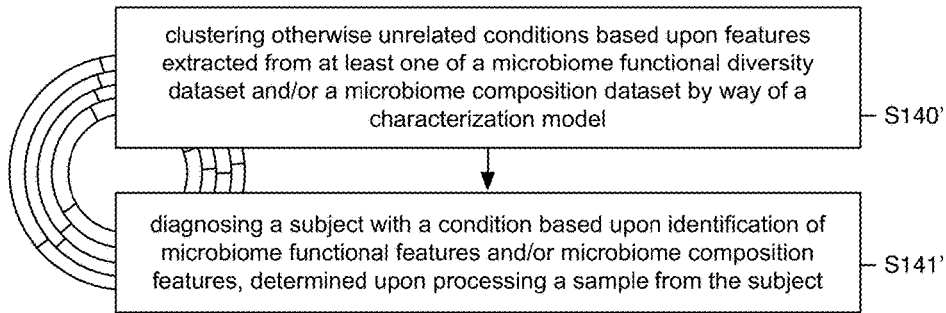 clustering otherwise unrelated conditions based upon features
extracted from at least one of a microbiome functional diversity
dataset and/or a microbiome composition dataset by way of a
characterization model
S140'
diagnosing a subject with a condition based upon identification of
microbiome functional features and/or microbiome composition
features, determined upon processing a sample from the subject
S141'